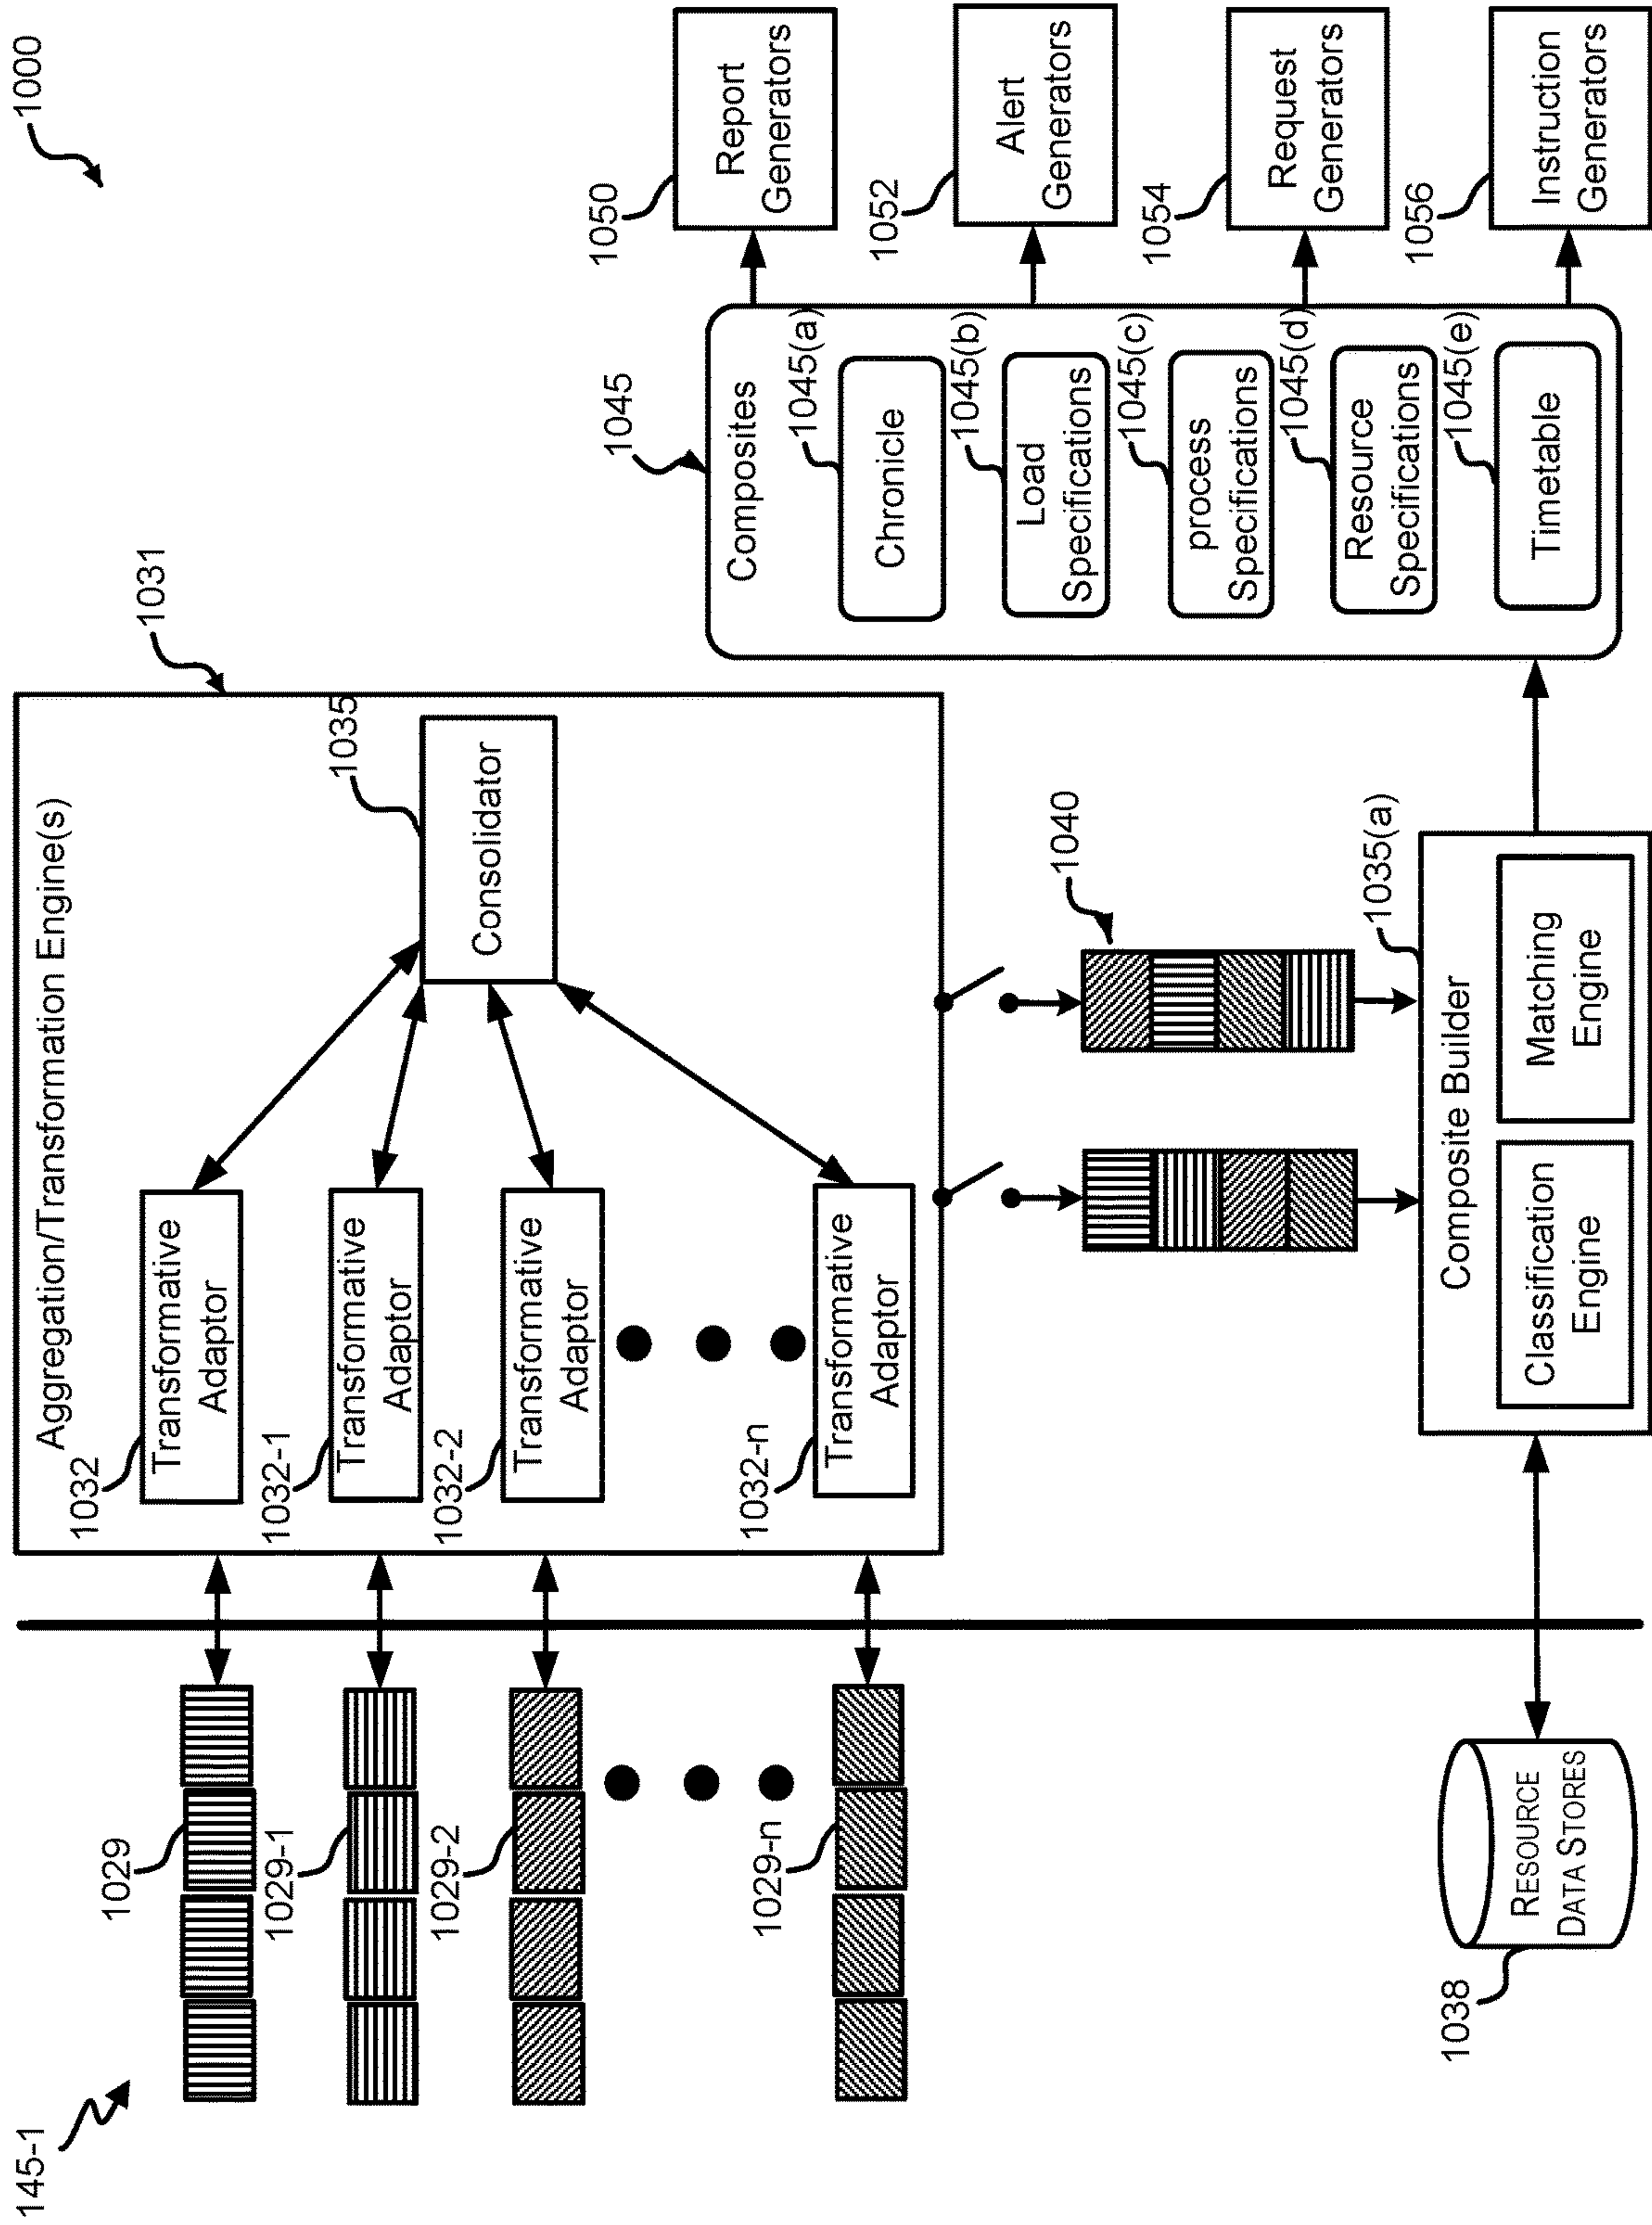 1000
145-1
1029
1029-1
1029-2
1029-n
1038
RESOURCE
DATA STORES
Aggregation/Transformation Engine(s)
1031
1032
Transformative
Adaptor
1032-1
Transformative
Adaptor
1032-2
Transformative
Adaptor
1032-n
Transformative
Adaptor
1035
Consolidator
1040
1035(a)
Composite Builder
Classification
Engine
Matching
Engine
1045
Composites
1045(a)
Chronicle
1045(b)
Load
Specifications
1045(c)
process
Specifications
1045(d)
Resource
Specifications
1045(e)
Timetable
1050
Report
Generators
1052
Alert
Generators
1054
Request
Generators
1056
Instruction
Generators